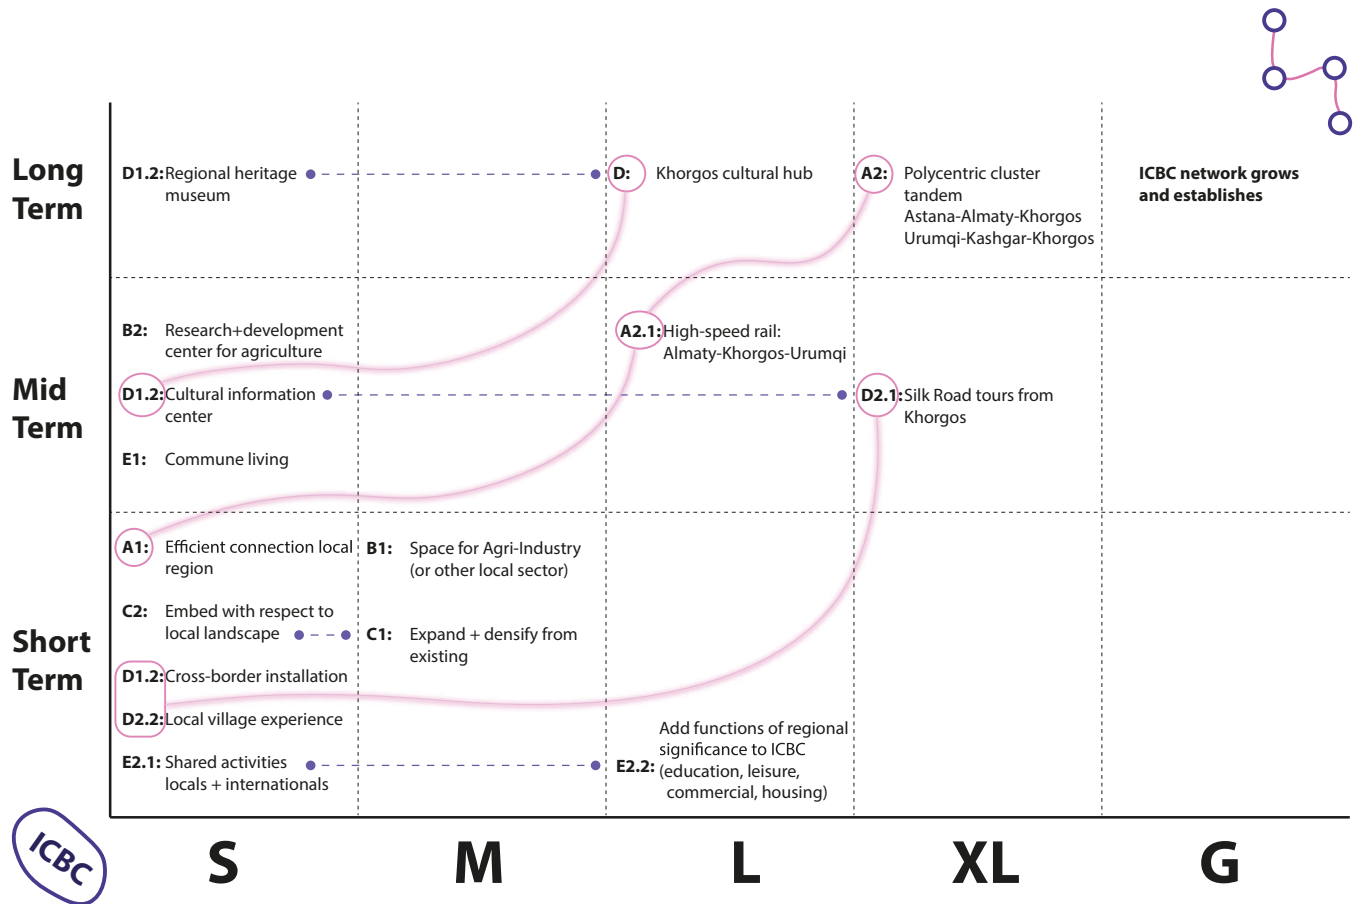 Long
Term
D1.2: Regional heritage
museum
D: Khorgos cultural hub
A2: Polycentric cluster
tandem
Astana-Almaty-Khorgos
Urumqi-Kashgar-Khorgos
ICBC network grows
and establishes
Mid
Term
B2: Research+development
center for agriculture
A2.1: High-speed rail:
Almaty-Khorgos-Urumqi
D1.2: Cultural information
center
D2.1: Silk Road tours from
Khorgos
E1: Commune living
Short
Term
A1: Efficient connection local
region
B1: Space for Agri-Industry
(or other local sector)
C2: Embed with respect to
local landscape
C1: Expand + densify from
existing
D1.2: Cross-border installation
D2.2: Local village experience
E2.1: Shared activities
locals + internationals
Add functions of regional
significance to ICBC
E2.2: (education, leisure,
commercial, housing)
ICBC
S M L XL G